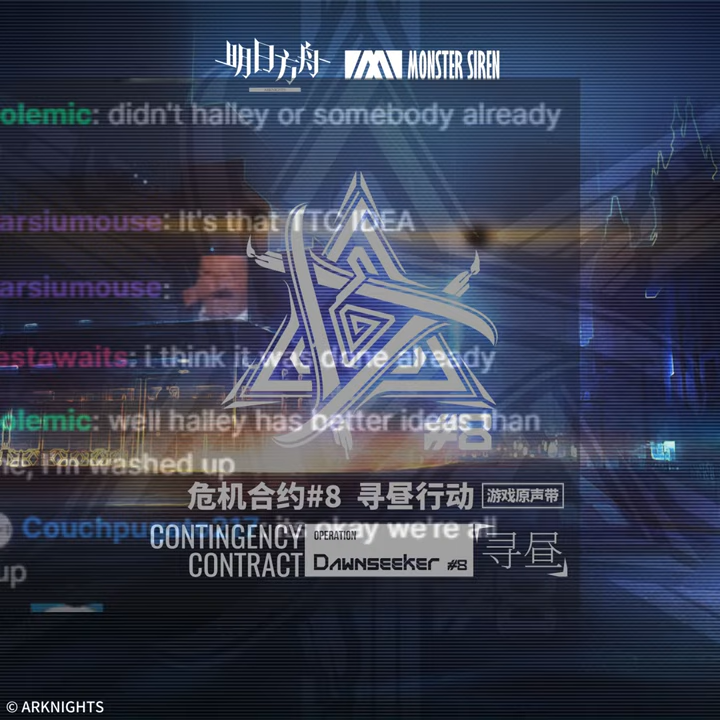 明日方舟 MONSTER SIREN
olemic: didn't halley or somebody already
arsiumouse: It's that TTC IDEA
arsiumouse:
estawaits: i think it was done already
olemic: well halley has better ideas than
me, i'm washed up
#8
危机合约#8 寻昼行动 游戏原声带
okay we're all
up
CONTINGENCY
CONTRACT
OPERATION
DAWNSEEKER #8
寻昼
© ARKNIGHTS